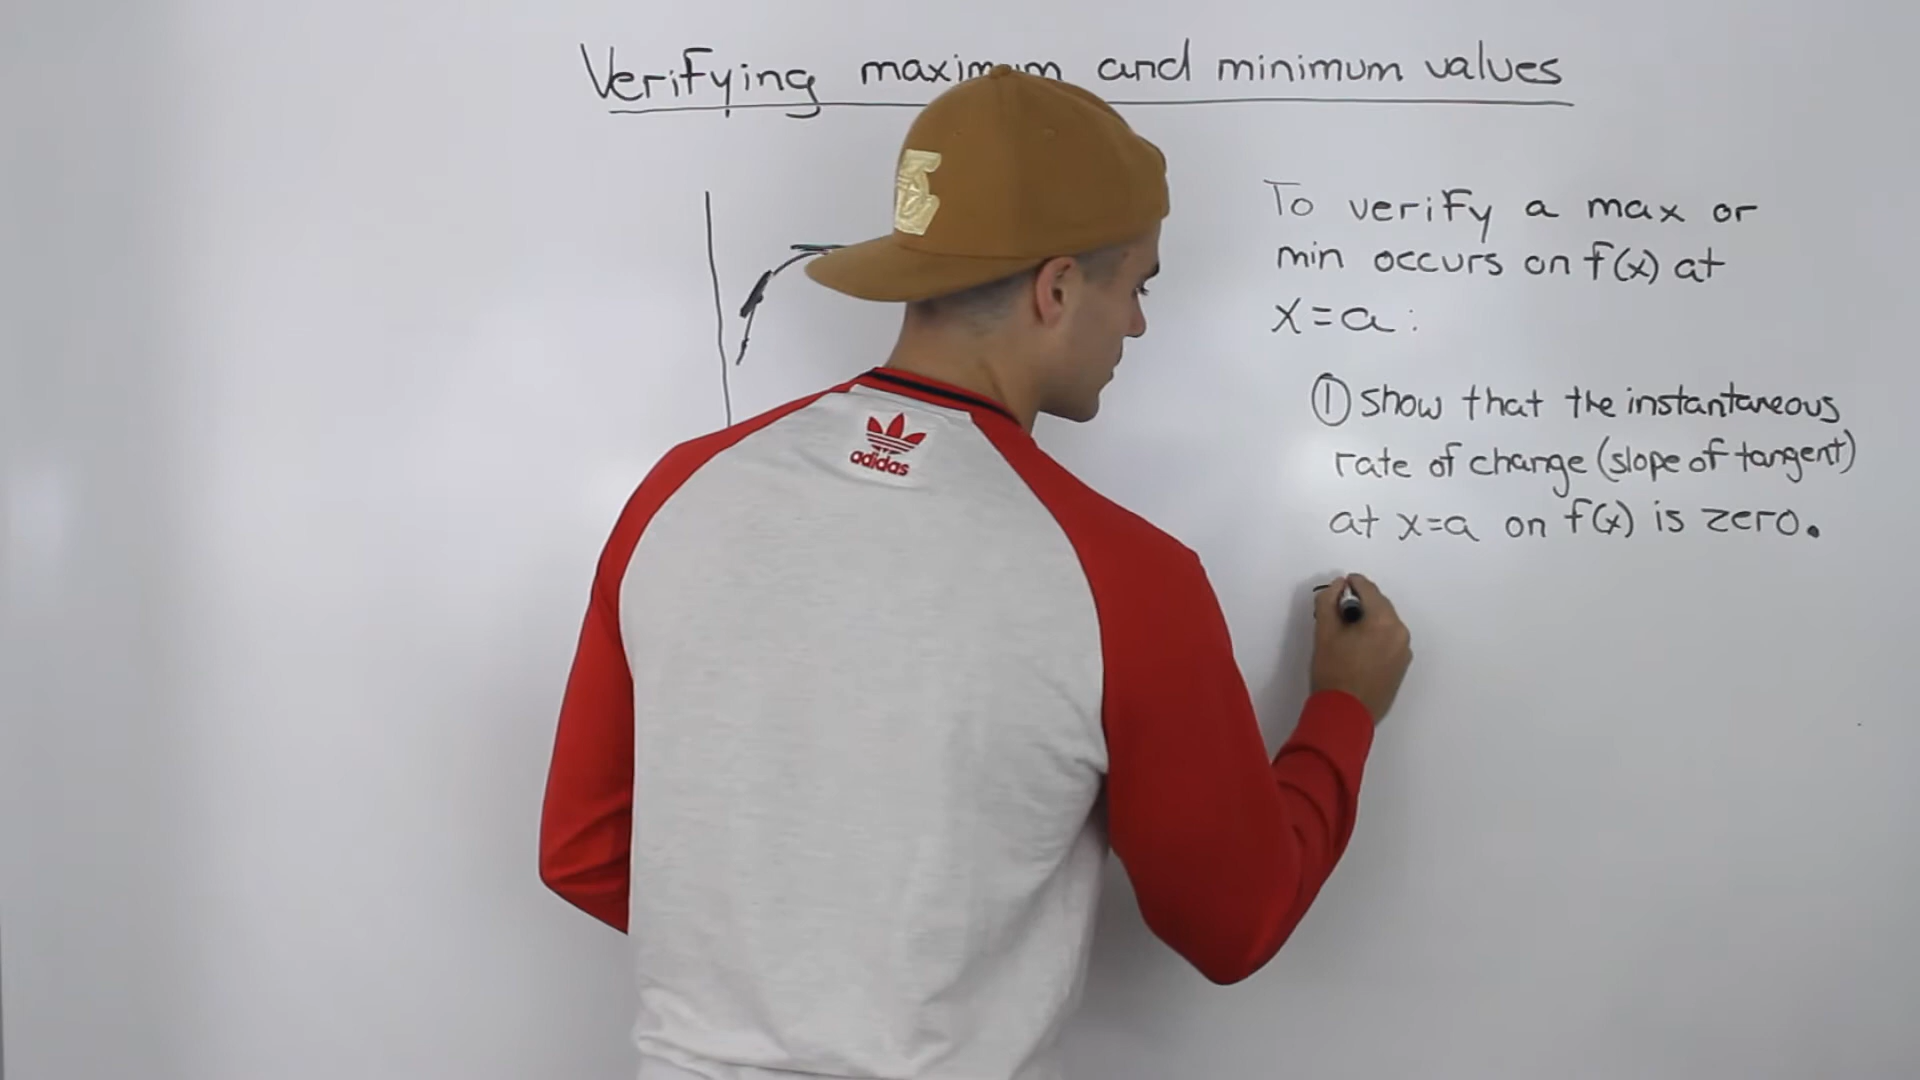 Verifying maximum and minimum values
To verify a max or
min occurs on f(x) at
x=a:
① show that the instantaneous
rate of change (slope of tangent)
at x=a on f(x) is zero.
adidas